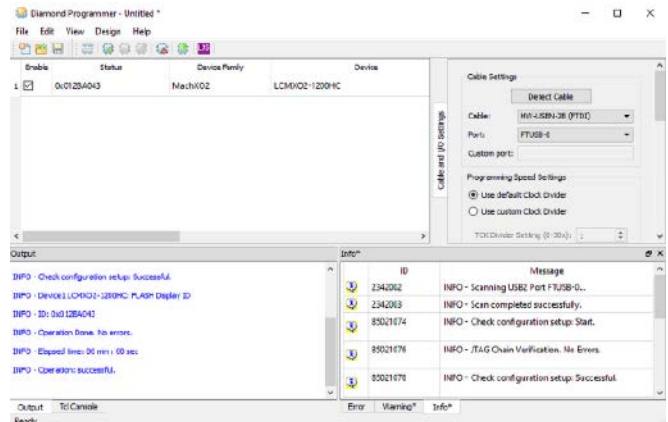 Diamond Programmer - Untitled *
File Edit View Design Help
Enable Status Device Family Device
1 0x012BA043 MachXO2 LCMXO2-1200HC
Cable and I/O Settings
Cable Settings
Detect Cable
Cable: HW-USBN-2B (FTDI)
Port: FTUSB-0
Custom port:
Programming Speed Settings
Use default Clock Divider
Use custom Clock Divider
TCK Divider Setting (0-30x):
Output
INFO - Check configuration setup: Successful.
INFO - Device1 LCMXO2-1200HC: FLASH Display ID
INFO - ID: 0x012BA043
INFO - Operation Done. No errors.
INFO - Elapsed time: 00 min : 00 sec
INFO - Operation: successful.
Output Tcl Console
Info*
ID Message
2342002 INFO - Scanning USB2 Port FTUSB-0...
2342003 INFO - Scan completed successfully.
85021074 INFO - Check configuration setup: Start.
85021076 INFO - JTAG Chain Verification. No Errors.
85021078 INFO - Check configuration setup: Successful.
Error Warning* Info*
Ready